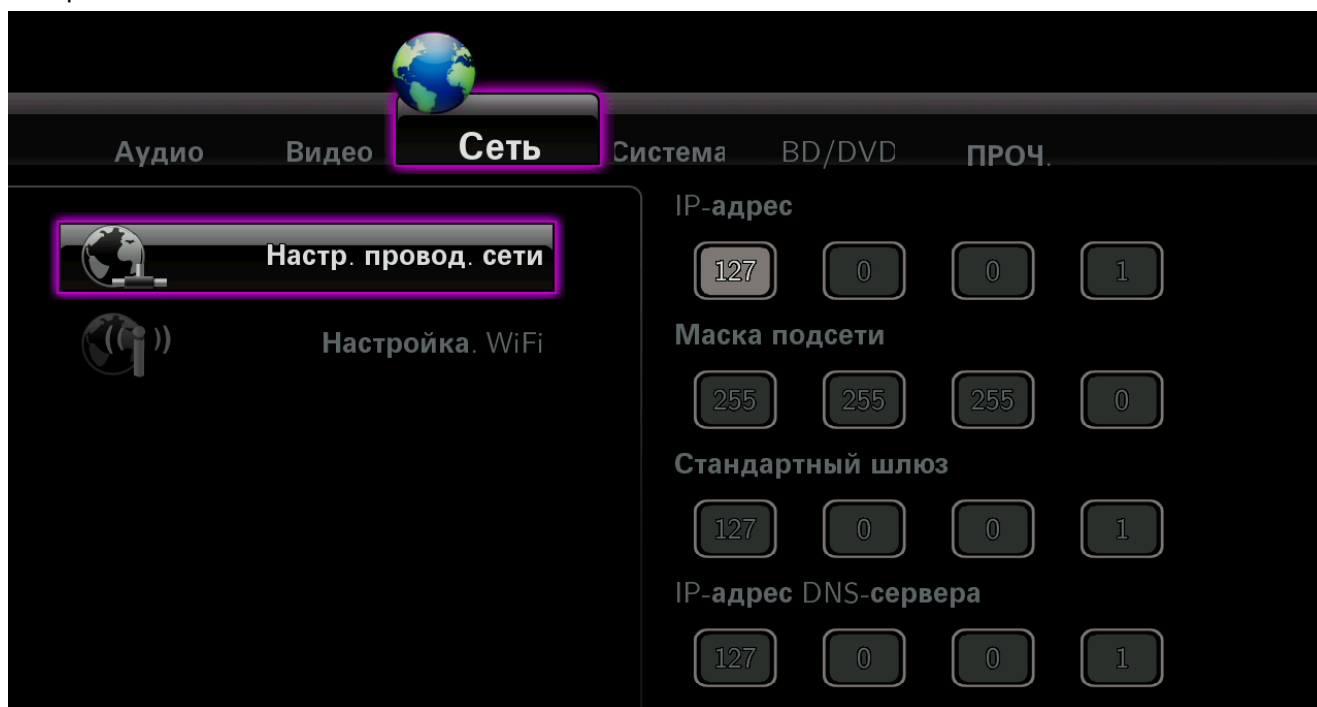 Аудио Видео Сеть Система BD/DVD ПРОЧ.
Настр. провод. сети
Настройка. WiFi
IP-адрес
127 0 0 1
Маска подсети
255 255 255 0
Стандартный шлюз
127 0 0 1
IP-адрес DNS-сервера
127 0 0 1